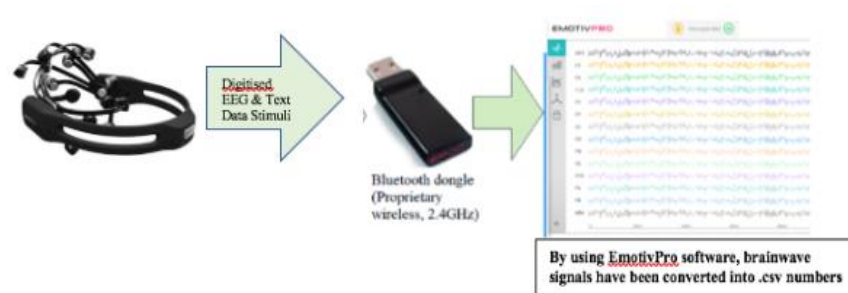 EMOTIVPRO
Digitised
EEG & Text
Data Stimuli
Bluetooth dongle
(Proprietary
wireless, 2.4GHz)
By using EmotivPro software, brainwave
signals have been converted into .csv numbers